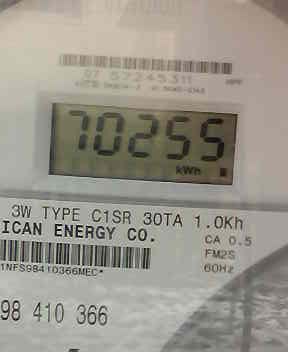 07 57245311
70255
kWh
3W TYPE C1SR 30TA 1.0Kh
ICAN ENERGY CO.
CA 0.5
FM2S
60Hz
1NFS98410366MEC*
98 410 366